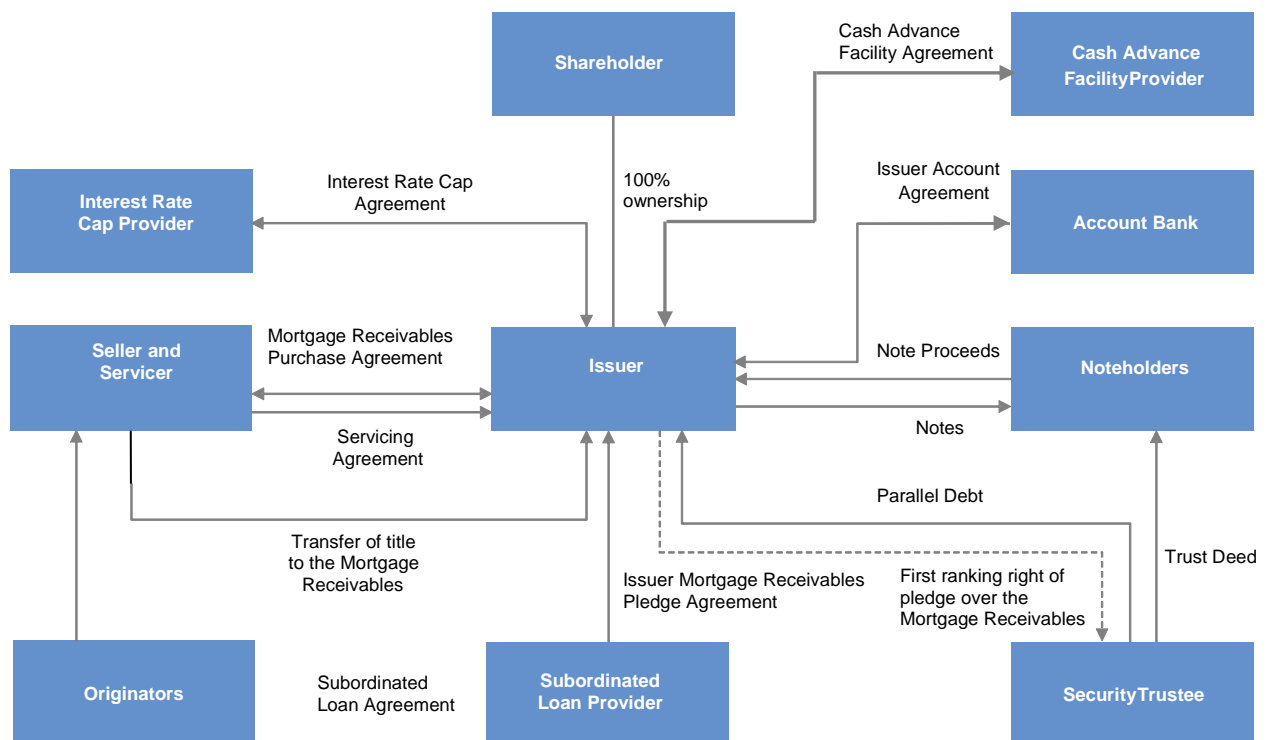 Cash Advance
Facility Agreement
Shareholder
Cash Advance
FacilityProvider
Interest Rate Cap
Agreement
100%
ownership
Issuer Account
Agreement
Interest Rate
Cap Provider
Account Bank
Mortgage Receivables
Purchase Agreement
Seller and
Servicer
Issuer
Note Proceeds
Noteholders
Servicing
Agreement
Notes
Parallel Debt
Transfer of title
to the Mortgage
Receivables
Issuer Mortgage Receivables
Pledge Agreement
First ranking right of
pledge over the
Mortgage Receivables
Trust Deed
Originators
Subordinated
Loan Agreement
Subordinated
Loan Provider
SecurityTrustee